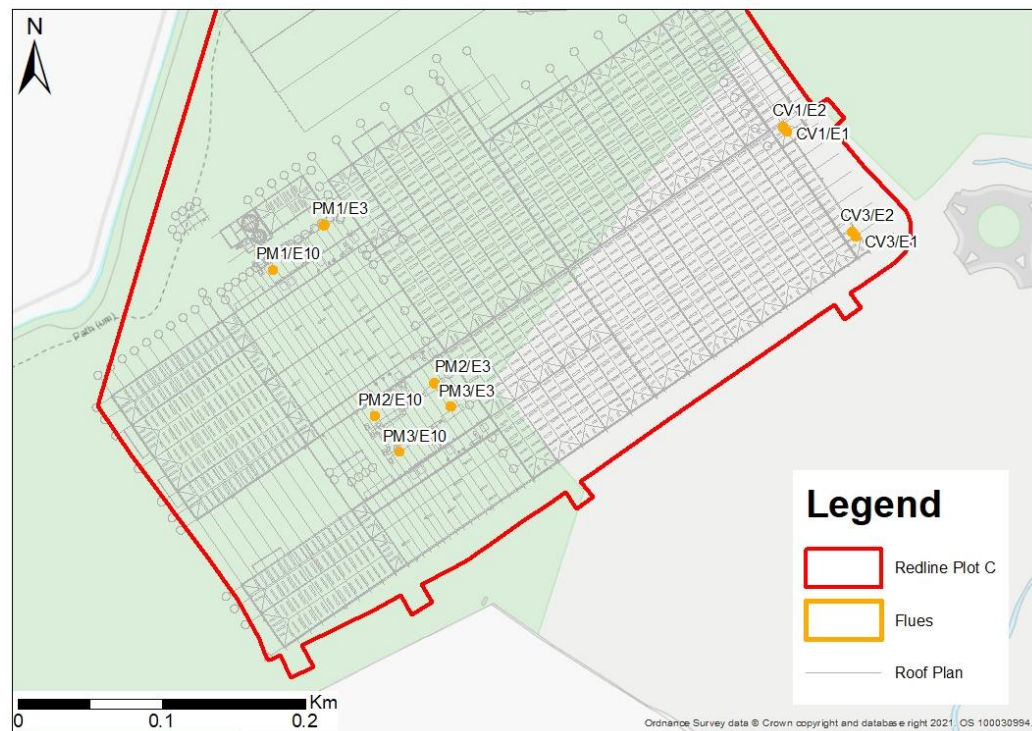 N
CV1/E2
CV1/E1
PM1/E3
CV3/E2
CV3/E1
PM1/E10
Path (um)
PM2/E3
PM3/E3
PM2/E10
PM3/E10
Legend
Redline Plot C
Flues
Roof Plan
Km
0 0.1 0.2
Ordnance Survey data © Crown copyright and database right 2021. OS 100030994.